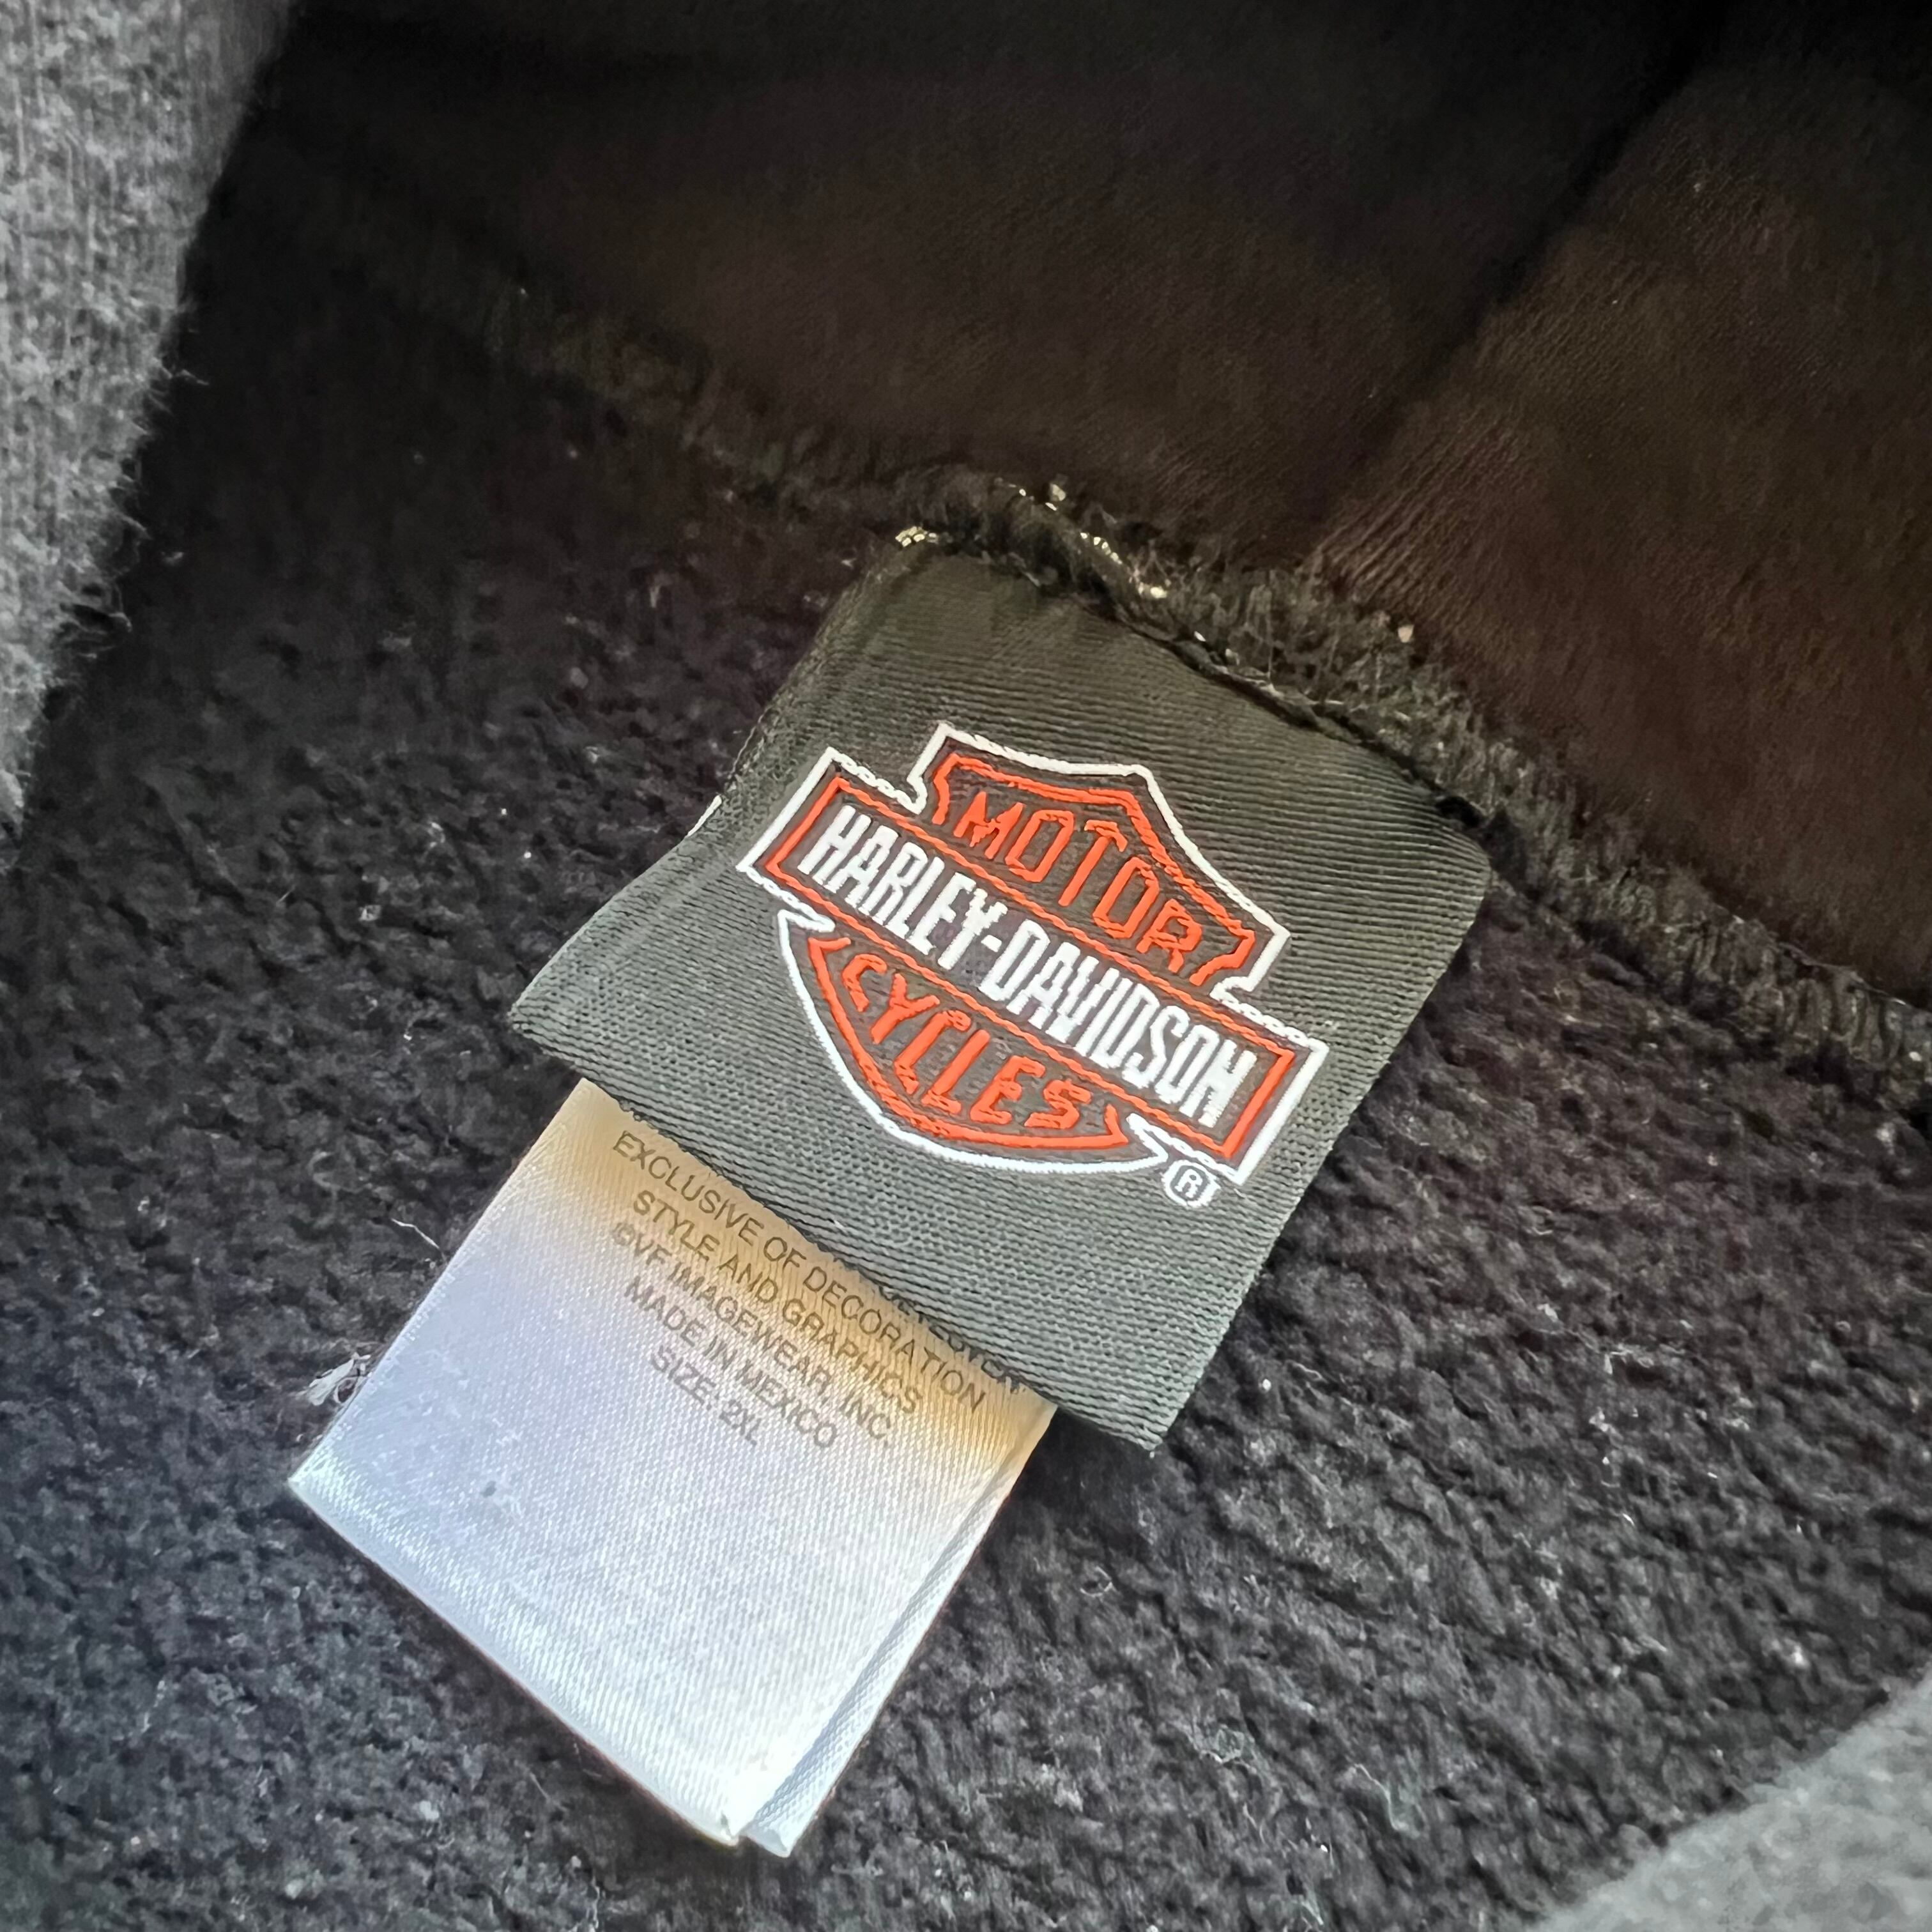 MOTOR
HARLEY-DAVIDSON
CYCLES
®
EXCLUSIVE OF DECORATION
STYLE AND GRAPHICS
©VF IMAGEWEAR, INC.
MADE IN MEXICO
SIZE: 2XL